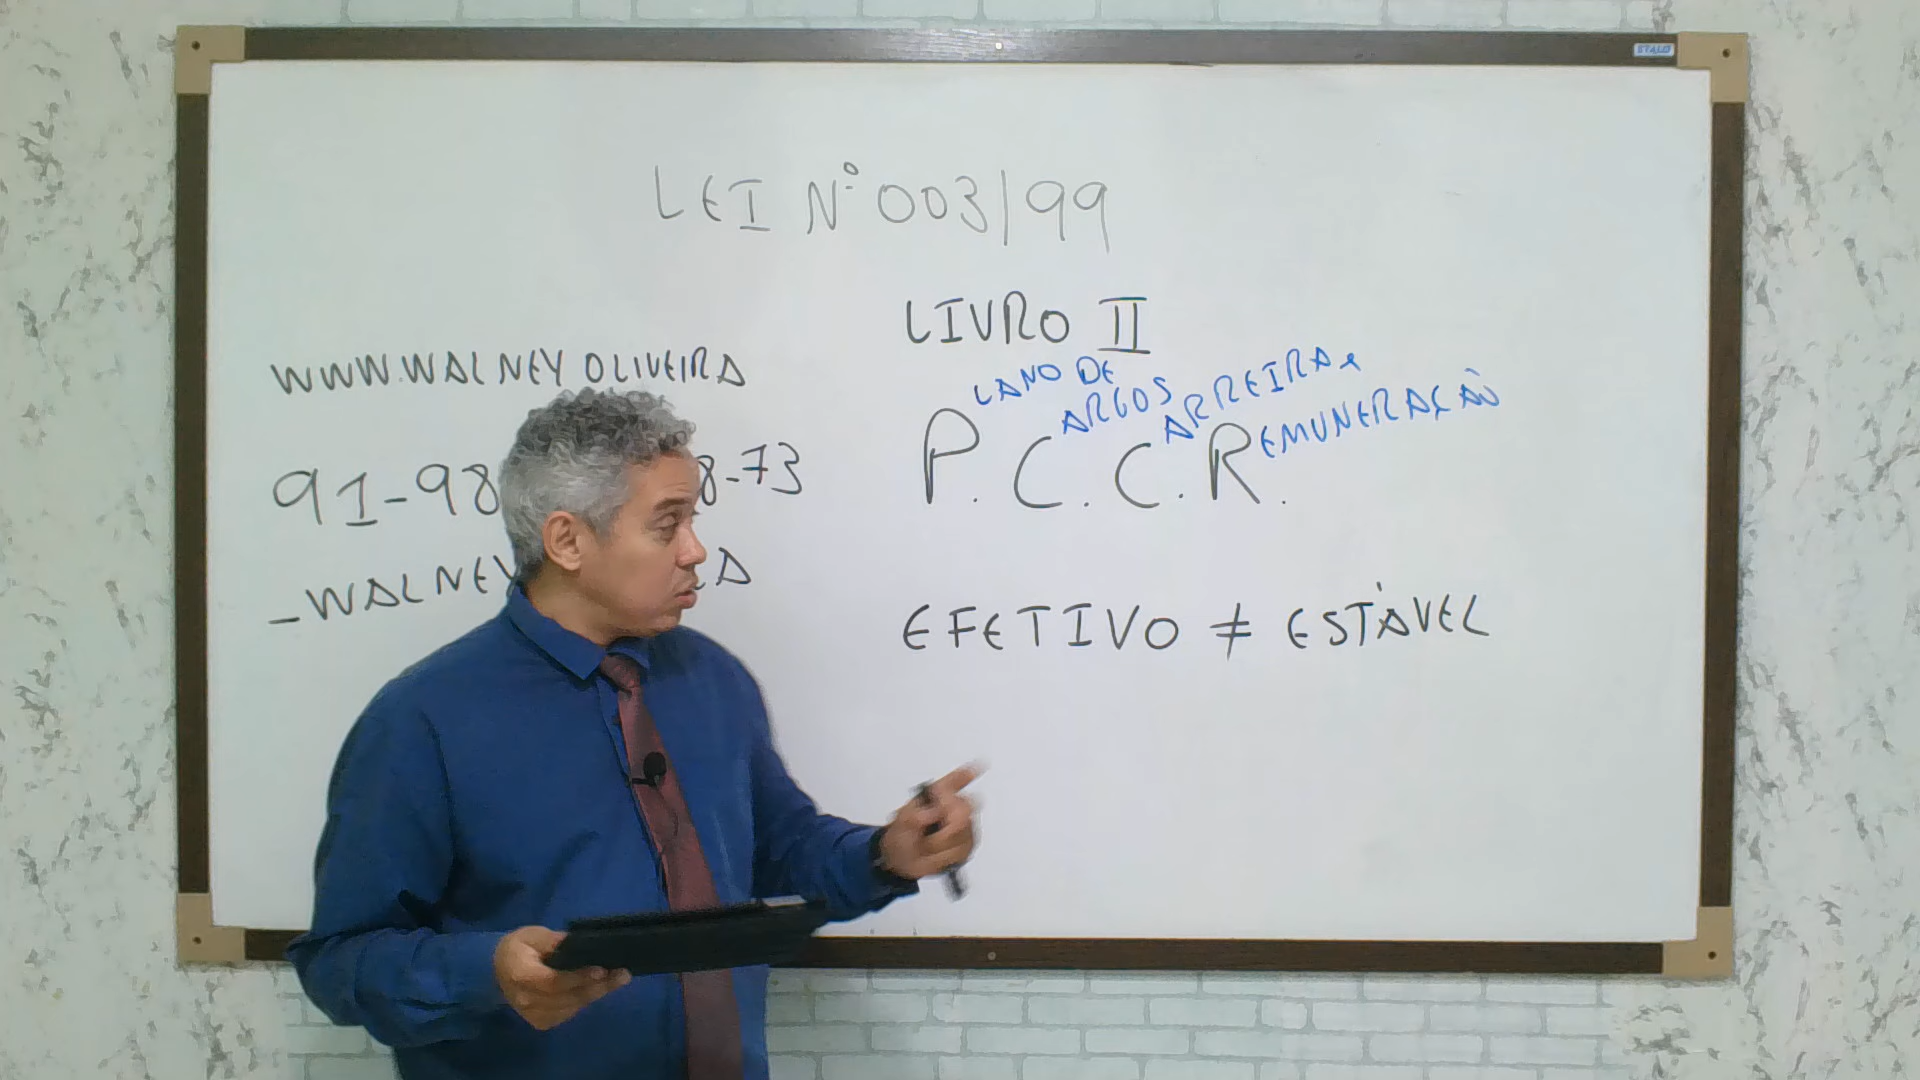 STALO
LEI Nº 003/99
LIVRO II
WWW.WALNEY OLIVEIRA
LANO DE
ARGOS
ARREIRA E
EMUNERAÇÃO
P. C. C. R.
91-98 8-73
_WALNEY A
EFETIVO ≠ ESTÁVEL